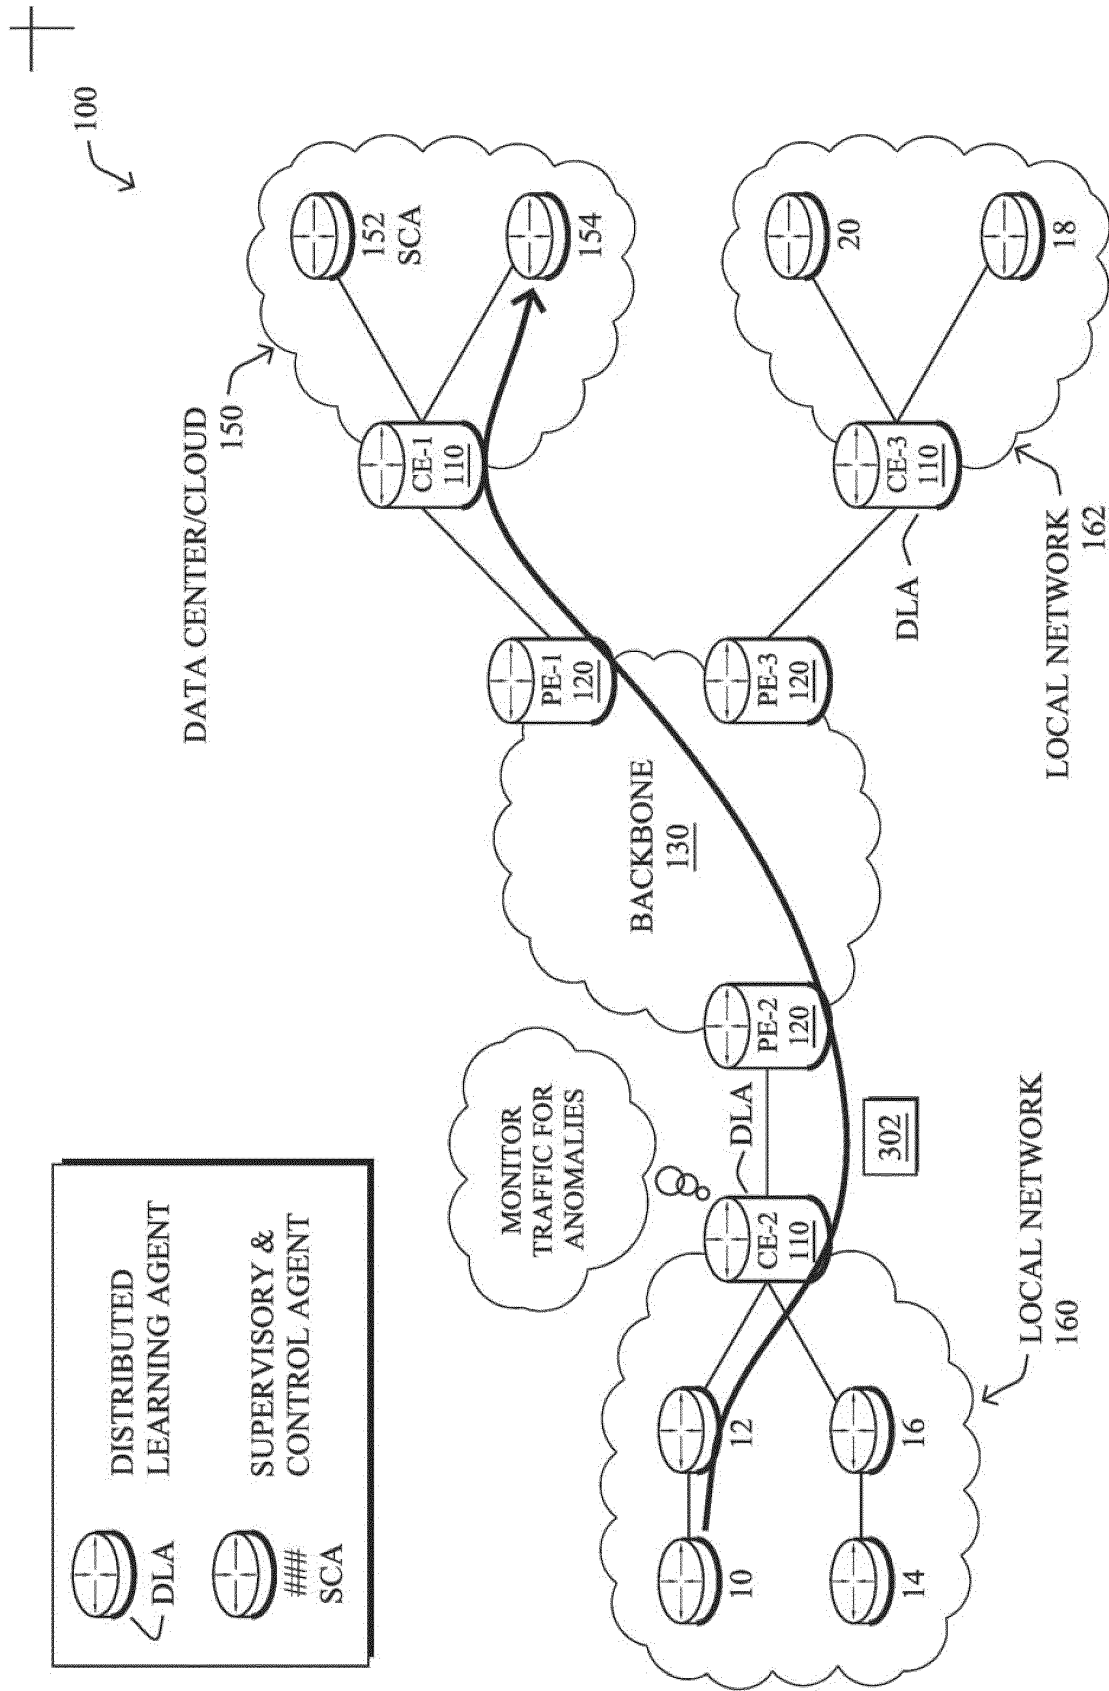 100
DISTRIBUTED
LEARNING AGENT
DLA
SUPERVISORY &
CONTROL AGENT
###
SCA
DATA CENTER/CLOUD
150
152
SCA
154
CE-1
110
PE-1
120
BACKBONE
130
MONITOR
TRAFFIC FOR
ANOMALIES
DLA
CE-2
110
PE-2
120
PE-3
120
CE-3
110
DLA
20
18
LOCAL NETWORK
162
302
10
12
14
16
LOCAL NETWORK
160